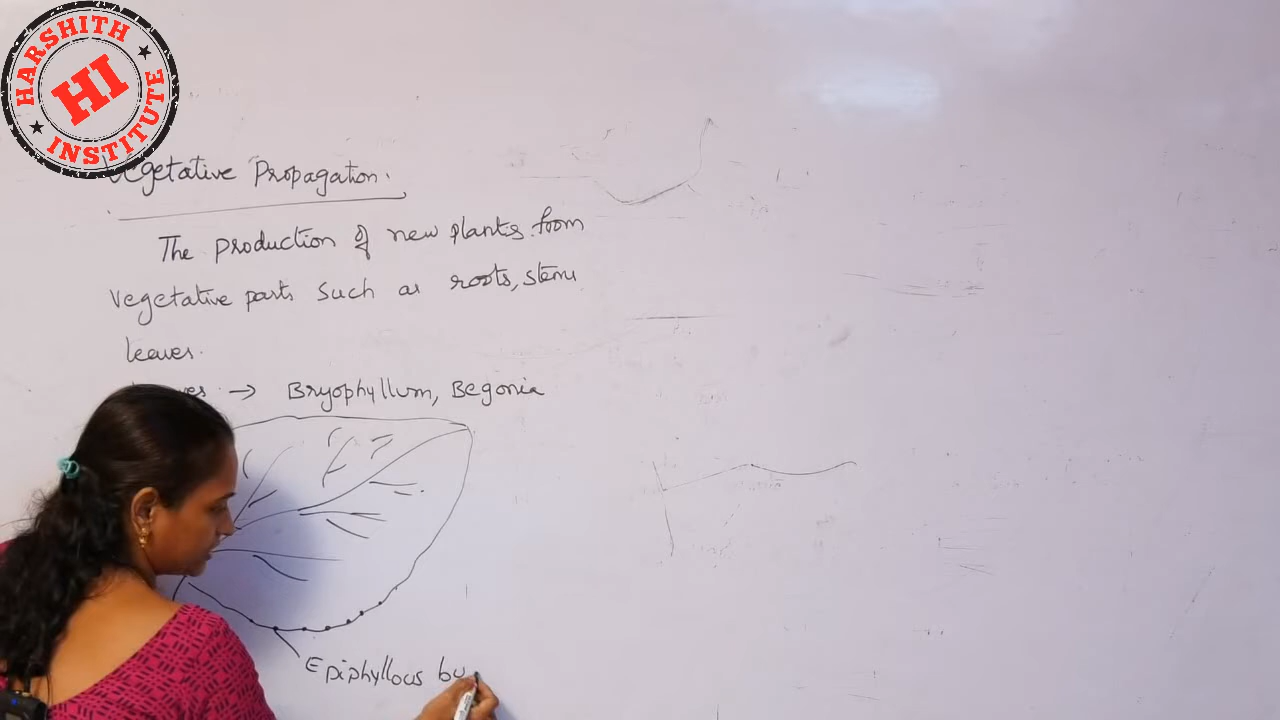 HARSHITH
HI
INSTITUTE
Vegetative Propagation.
The production of new plants from
vegetative parts such as roots, stems
leaves.
→ Bryophyllum, Begonia
Epiphyllous bu